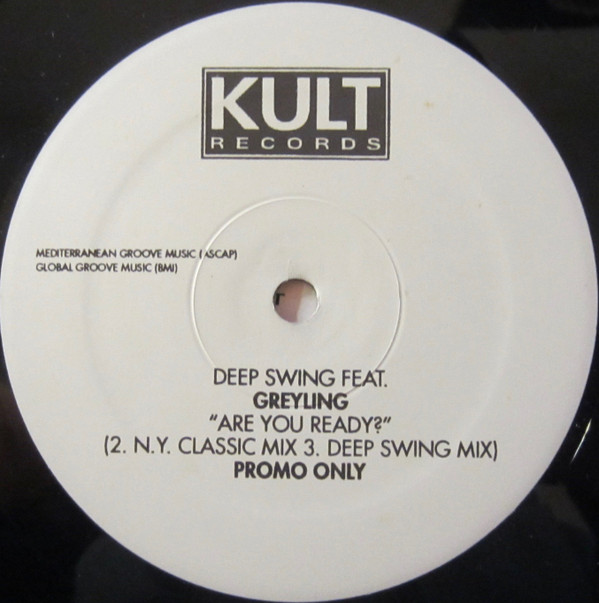 KULT
RECORDS
MEDITERRANEAN GROOVE MUSIC (ASCAP)
GLOBAL GROOVE MUSIC (BMI)
DEEP SWING FEAT.
GREYLING
"ARE YOU READY?"
(2. N.Y. CLASSIC MIX 3. DEEP SWING MIX)
PROMO ONLY